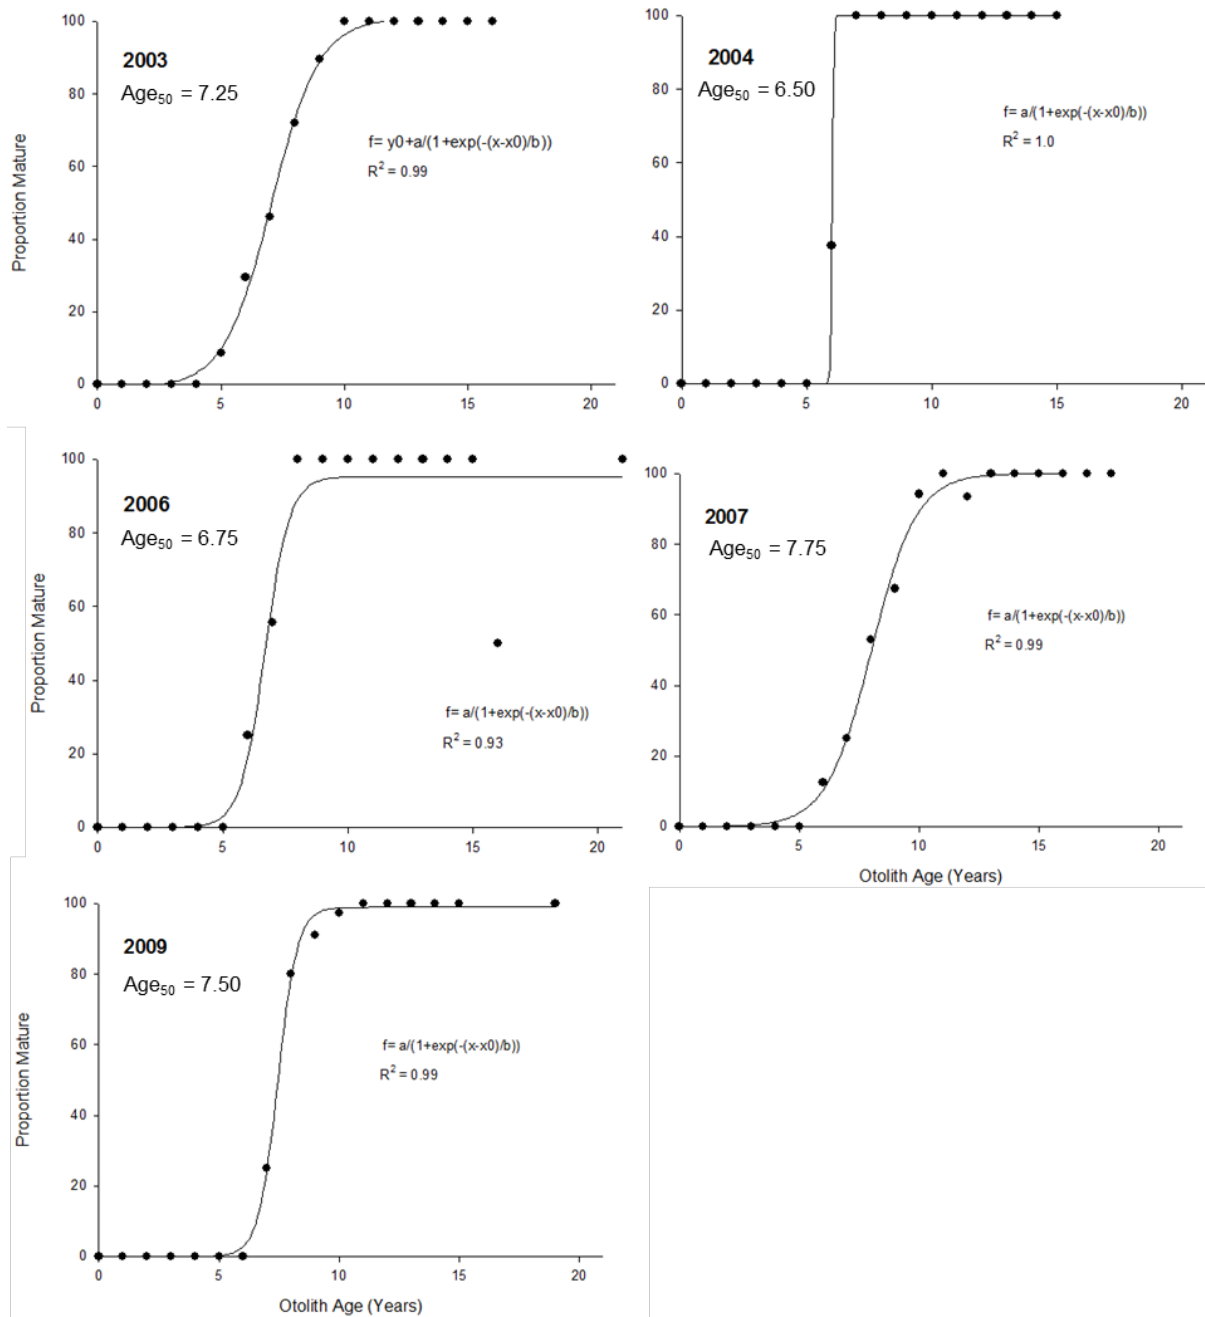 2003
Age50 = 7.25
f= y0+a/(1+exp(-(x-x0)/b))
R2 = 0.99
Proportion Mature
100
80
60
40
20
0
0 5 10 15 20
2004
Age50 = 6.50
f= a/(1+exp(-(x-x0)/b))
R2 = 1.0
100
80
60
40
20
0
0 5 10 15 20
2006
Age50 = 6.75
f= a/(1+exp(-(x-x0)/b))
R2 = 0.93
Proportion Mature
100
80
60
40
20
0
0 5 10 15 20
2007
Age50 = 7.75
f= a/(1+exp(-(x-x0)/b))
R2 = 0.99
100
80
60
40
20
0
0 5 10 15 20
Otolith Age (Years)
2009
Age50 = 7.50
f= a/(1+exp(-(x-x0)/b))
R2 = 0.99
Proportion Mature
100
80
60
40
20
0
0 5 10 15 20
Otolith Age (Years)